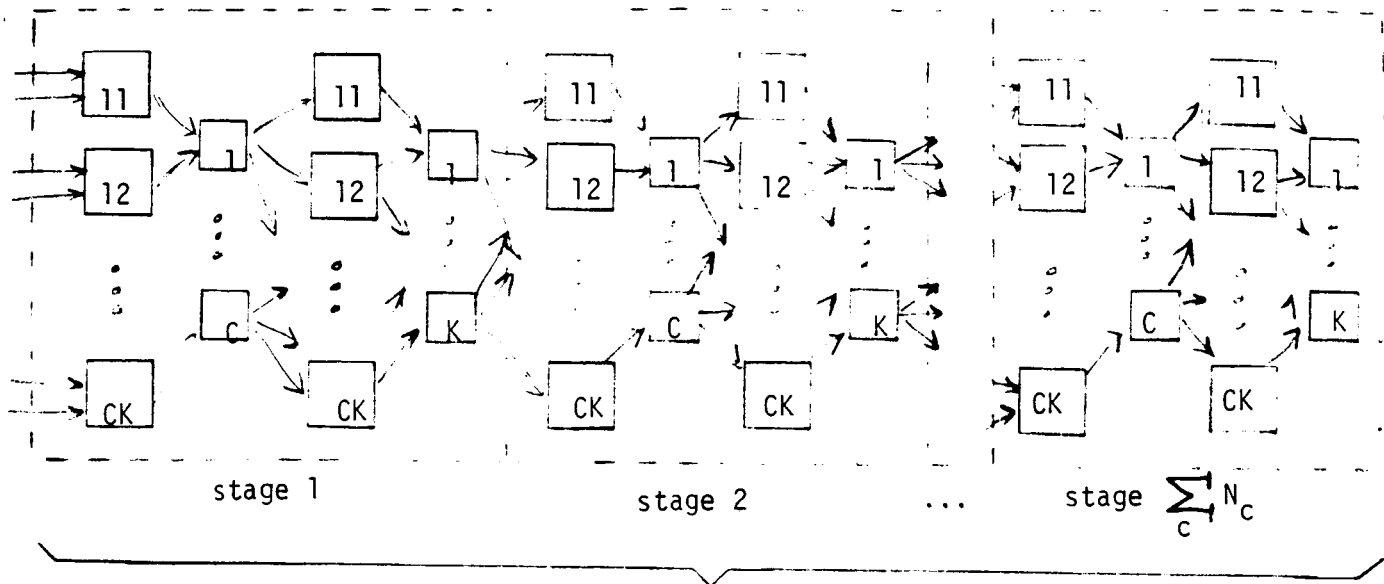 11 11 11 11 11 11
1 1 1 1 1 1
12 12 12 12 12 12
C K C K C K
CK CK CK CK CK CK
stage 1 stage 2 ... stage ∑ N_c
c